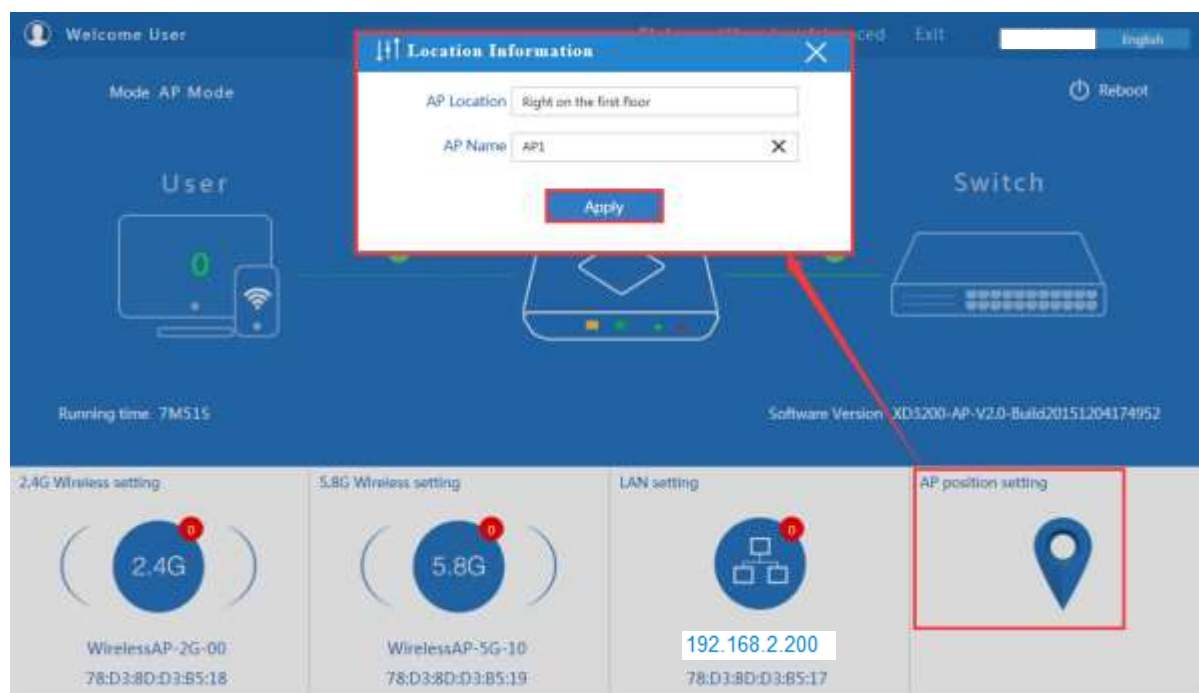 Welcome User
Exit
English
Location Information
Mode AP Mode
Reboot
AP Location Right on the first floor
AP Name AP1
Apply
User
Switch
0
Running time 7M51S
Software Version XD3200-AP-V2.0-Build20151204174952
2.4G Wireless setting
5.8G Wireless setting
LAN setting
AP position setting
0
0
0
2.4G
5.8G
WirelessAP-2G-00
WirelessAP-5G-10
192.168.2.200
78:D3:8D:D3:B5:18
78:D3:8D:D3:B5:19
78:D3:8D:D3:B5:17